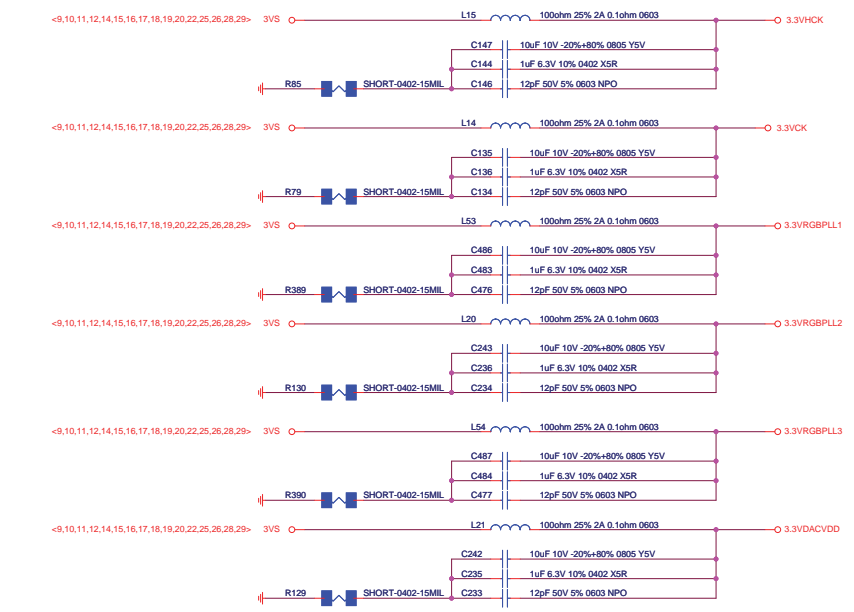 <9,10,11,12,14,15,16,17,18,19,20,22,25,26,28,29> 3VS L15 100ohm 25% 2A 0.1ohm 0603 3.3VHCK
C147 10uF 10V -20%+80% 0805 Y5V
C144 1uF 6.3V 10% 0402 X5R
R85 SHORT-0402-15MIL C146 12pF 50V 5% 0603 NPO
<9,10,11,12,14,15,16,17,18,19,20,22,25,26,28,29> 3VS L14 100ohm 25% 2A 0.1ohm 0603 3.3VCK
C135 10uF 10V -20%+80% 0805 Y5V
C136 1uF 6.3V 10% 0402 X5R
R79 SHORT-0402-15MIL C134 12pF 50V 5% 0603 NPO
<9,10,11,12,14,15,16,17,18,19,20,22,25,26,28,29> 3VS L53 100ohm 25% 2A 0.1ohm 0603 3.3VRGBPLL1
C486 10uF 10V -20%+80% 0805 Y5V
C483 1uF 6.3V 10% 0402 X5R
R389 SHORT-0402-15MIL C476 12pF 50V 5% 0603 NPO
<9,10,11,12,14,15,16,17,18,19,20,22,25,26,28,29> 3VS L20 100ohm 25% 2A 0.1ohm 0603 3.3VRGBPLL2
C243 10uF 10V -20%+80% 0805 Y5V
C236 1uF 6.3V 10% 0402 X5R
R130 SHORT-0402-15MIL C234 12pF 50V 5% 0603 NPO
<9,10,11,12,14,15,16,17,18,19,20,22,25,26,28,29> 3VS L54 100ohm 25% 2A 0.1ohm 0603 3.3VRGBPLL3
C487 10uF 10V -20%+80% 0805 Y5V
C484 1uF 6.3V 10% 0402 X5R
R390 SHORT-0402-15MIL C477 12pF 50V 5% 0603 NPO
<9,10,11,12,14,15,16,17,18,19,20,22,25,26,28,29> 3VS L21 100ohm 25% 2A 0.1ohm 0603 3.3VDACVDD
C242 10uF 10V -20%+80% 0805 Y5V
C235 1uF 6.3V 10% 0402 X5R
R129 SHORT-0402-15MIL C233 12pF 50V 5% 0603 NPO